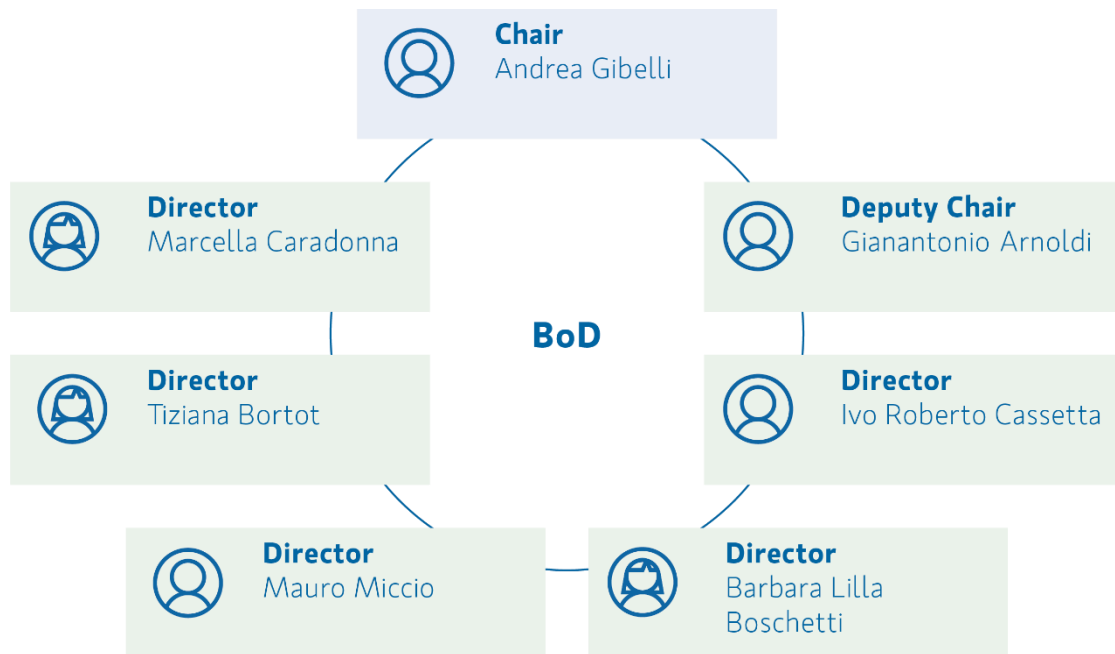 Chair
Andrea Gibelli
Director
Marcella Caradonna
Deputy Chair
Gianantonio Arnoldi
BoD
Director
Tiziana Bortot
Director
Ivo Roberto Cassetta
Director
Mauro Miccio
Director
Barbara Lilla
Boschetti